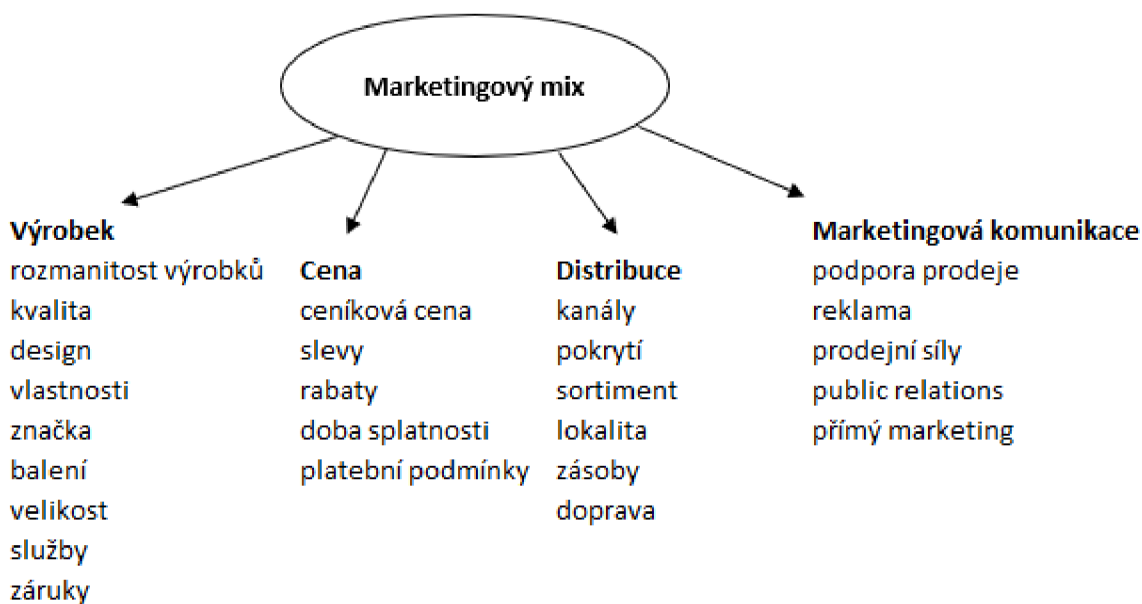 Marketingový mix
Výrobek
rozmanitost výrobků
kvalita
design
vlastnosti
značka
balení
velikost
služby
záruky
Cena
ceníková cena
slevy
rabaty
doba splatnosti
platební podmínky
Distribuce
kanály
pokrytí
sortiment
lokalita
zásoby
doprava
Marketingová komunikace
podpora prodeje
reklama
prodejní síly
public relations
přímý marketing